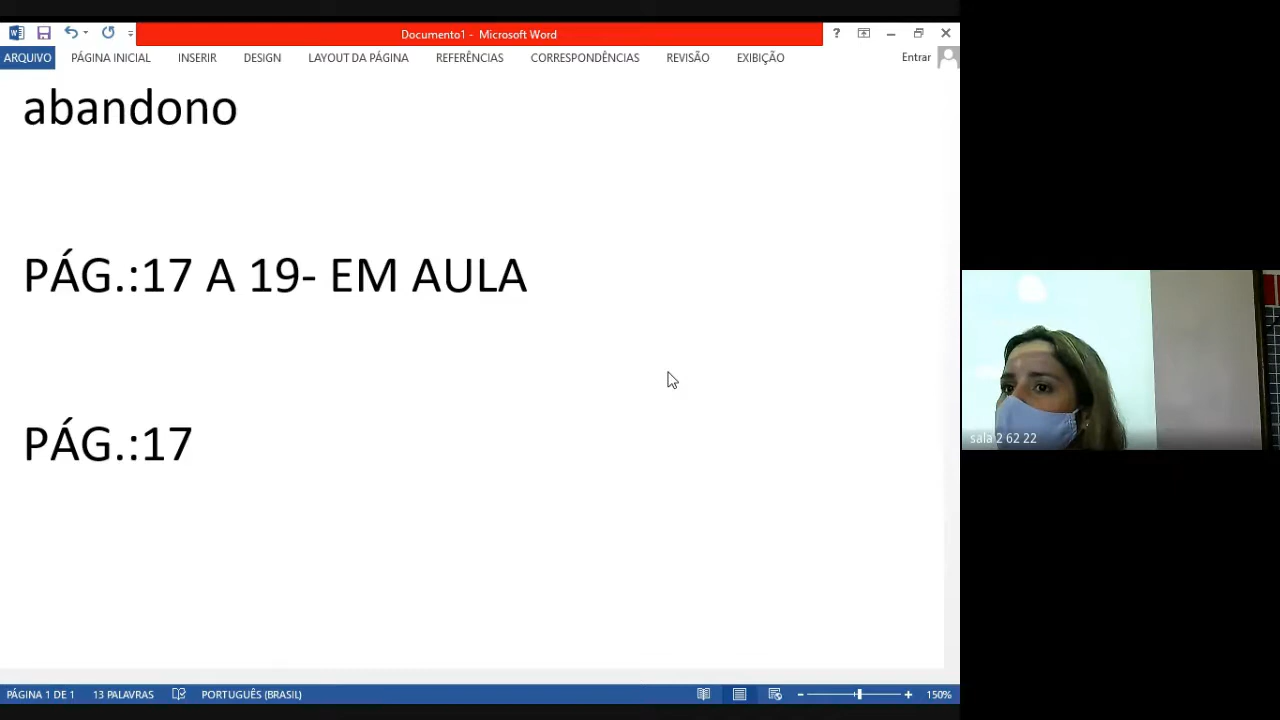 Documento1 - Microsoft Word
?
ARQUIVO PÁGINA INICIAL INSERIR DESIGN LAYOUT DA PÁGINA REFERÊNCIAS CORRESPONDÊNCIAS REVISÃO EXIBIÇÃO Entrar
abandono
PÁG.:17 A 19- EM AULA
PÁG.:17
sala 2 62 22
PÁGINA 1 DE 1 13 PALAVRAS PORTUGUÊS (BRASIL) 150%